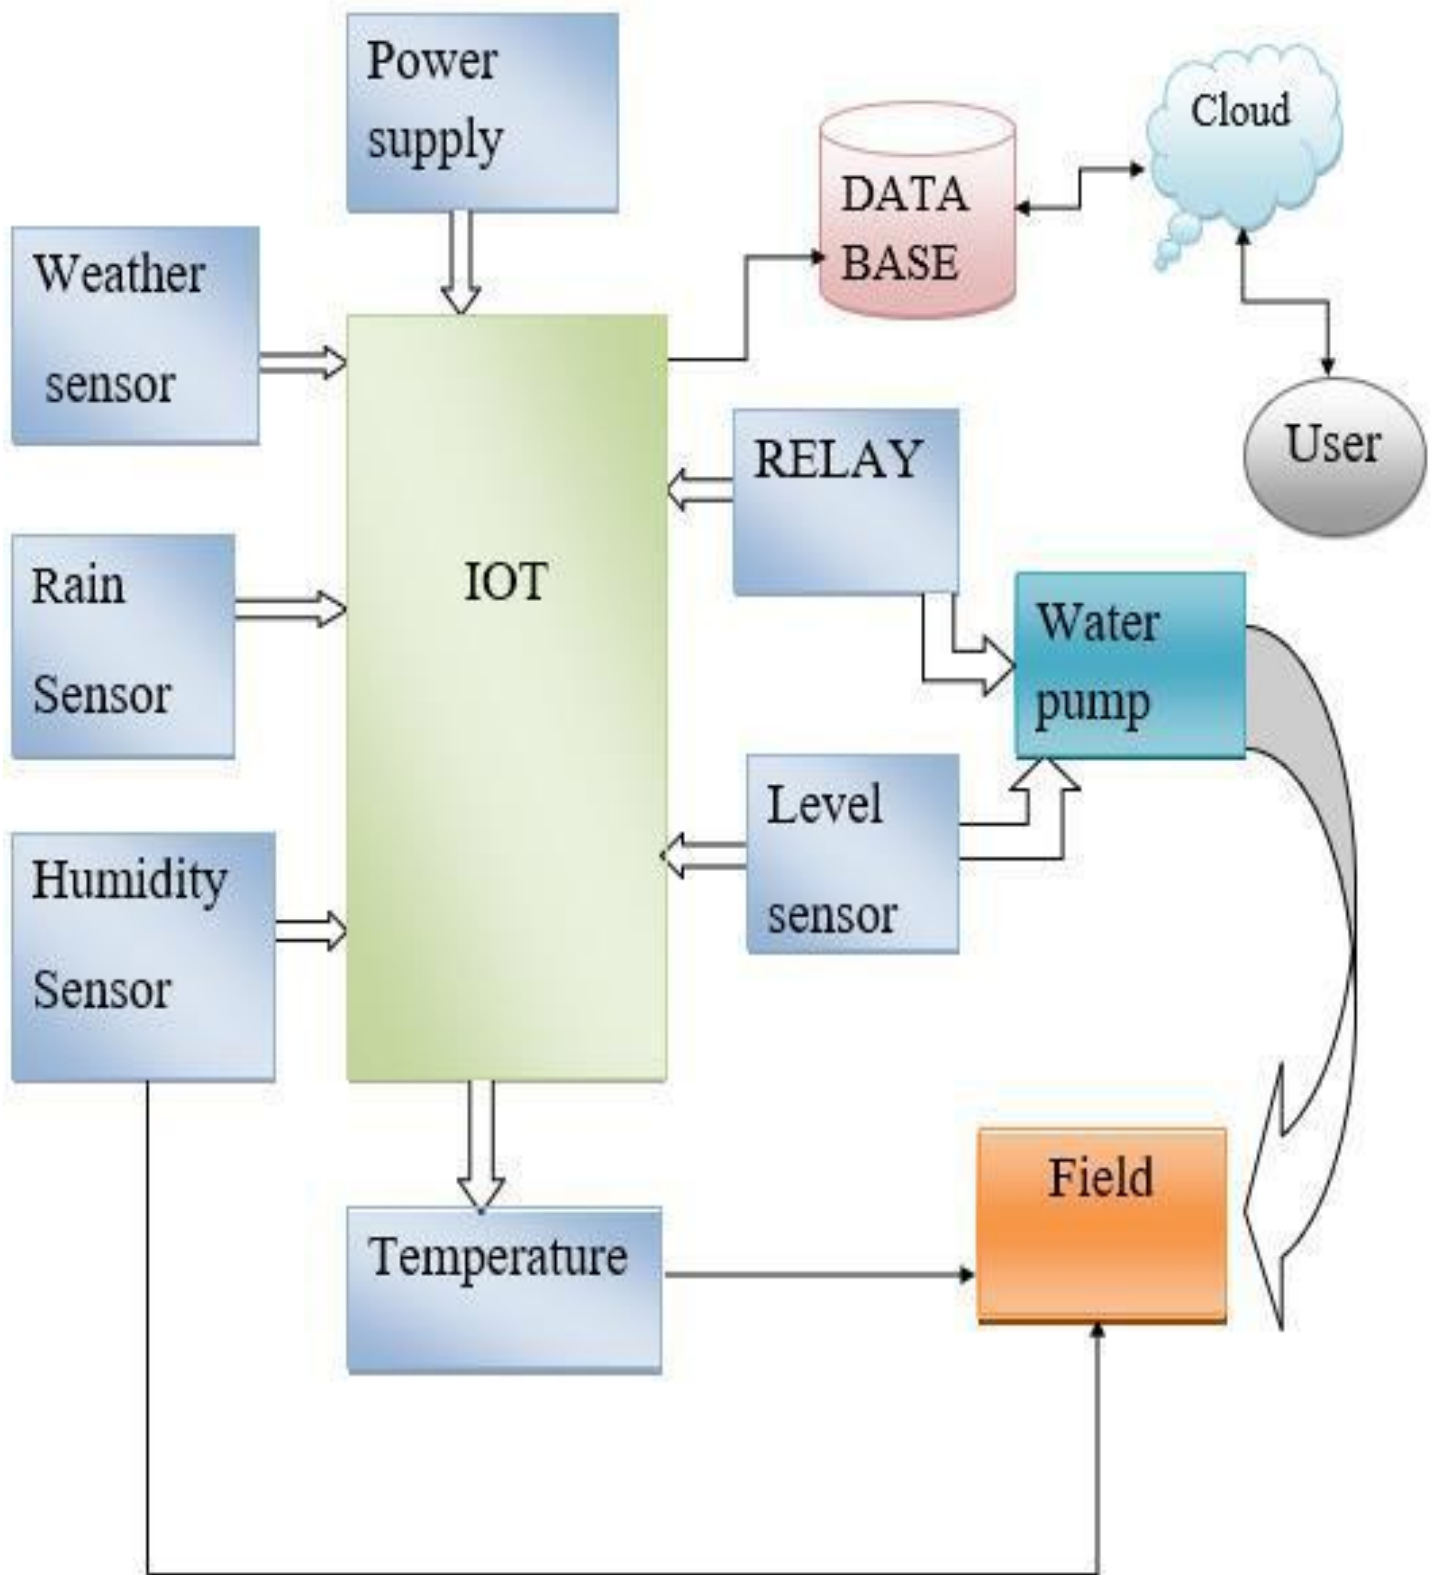 Power
supply
Cloud
DATA
BASE
Weather
sensor
User
RELAY
IOT
Rain
Sensor
Water
pump
Level
sensor
Humidity
Sensor
Field
Temperature